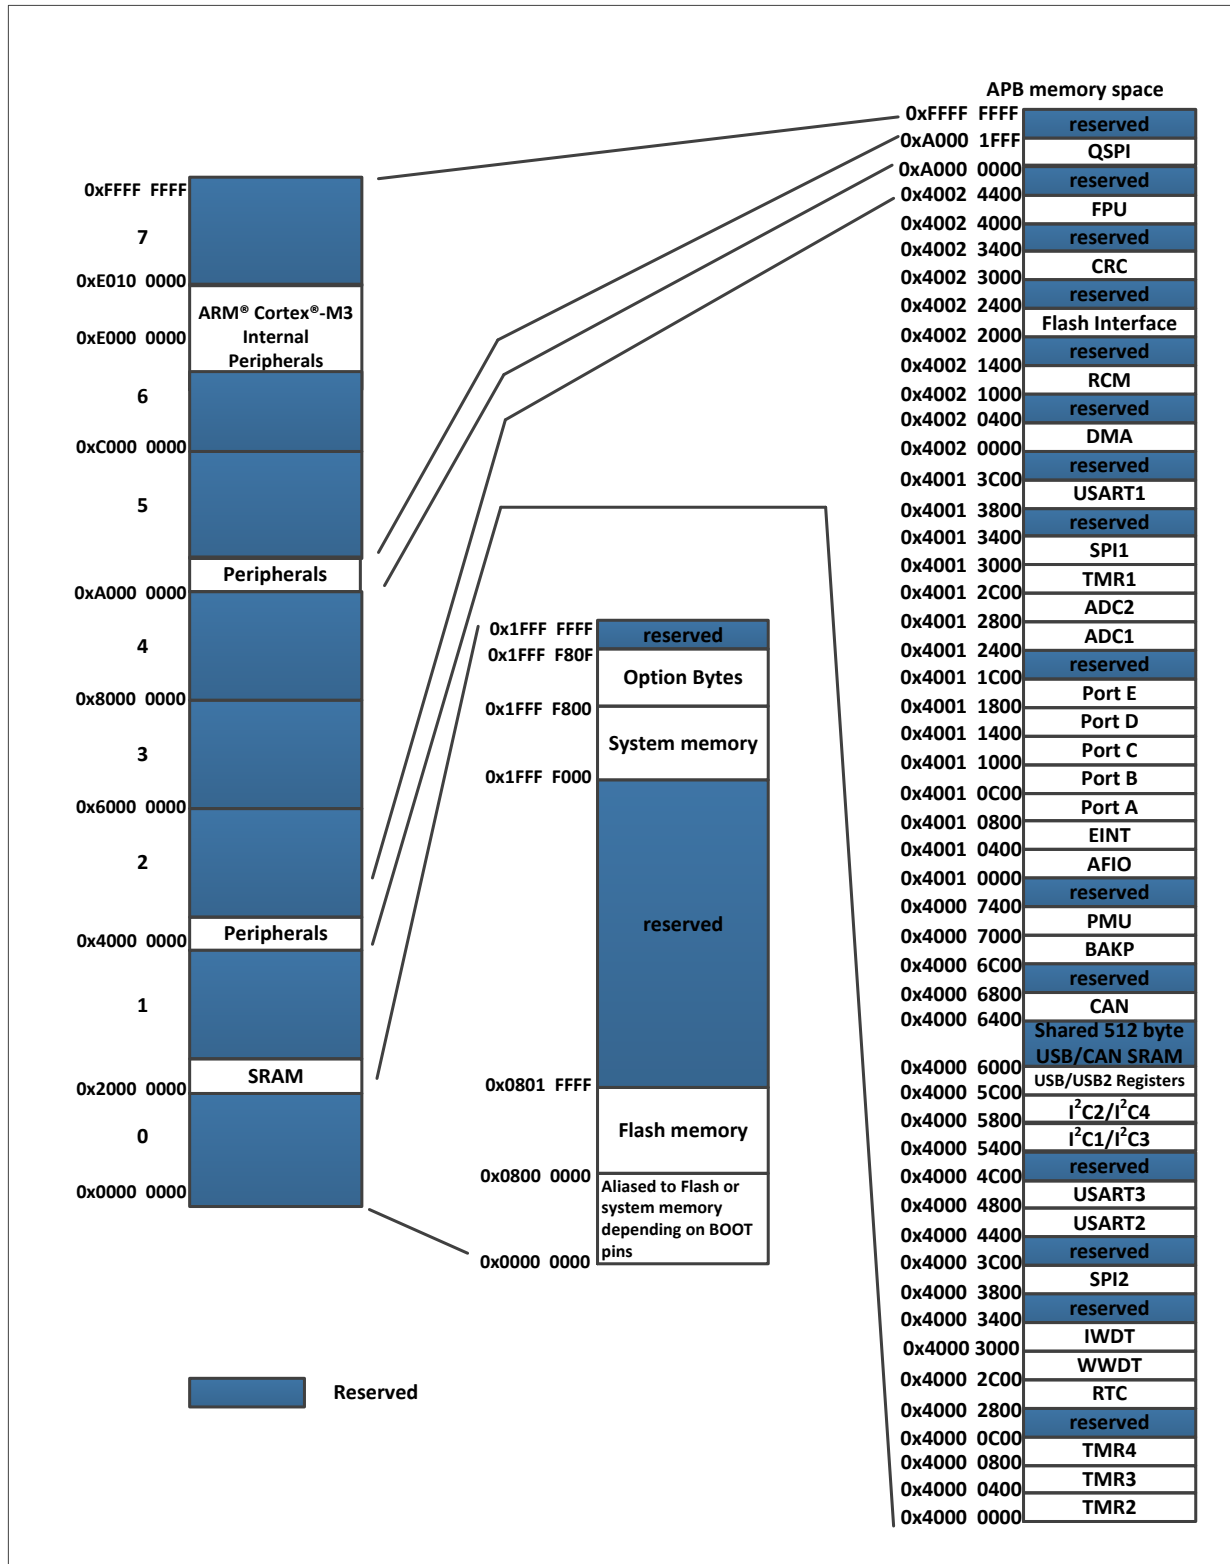 0xFFFF FFFF
7
0xE010 0000
ARM® Cortex®-M3
Internal
Peripherals
0xE000 0000
6
0xC000 0000
5
Peripherals
0xA000 0000
4
0x8000 0000
3
0x6000 0000
2
Peripherals
0x4000 0000
1
SRAM
0x2000 0000
0
0x0000 0000
0x1FFF FFFF
reserved
0x1FFF F80F
Option Bytes
0x1FFF F800
System memory
0x1FFF F000
reserved
0x0801 FFFF
Flash memory
0x0800 0000
Aliased to Flash or
system memory
depending on BOOT
pins
0x0000 0000
Reserved
APB memory space
0xFFFF FFFF
reserved
0xA000 1FFF
QSPI
0xA000 0000
reserved
0x4002 4400
FPU
0x4002 4000
reserved
0x4002 3400
CRC
0x4002 3000
reserved
0x4002 2400
Flash Interface
0x4002 2000
reserved
0x4002 1400
RCM
0x4002 1000
reserved
0x4002 0400
DMA
0x4002 0000
reserved
0x4001 3C00
USART1
0x4001 3800
reserved
0x4001 3400
SPI1
0x4001 3000
TMR1
0x4001 2C00
ADC2
0x4001 2800
ADC1
0x4001 2400
reserved
0x4001 1C00
Port E
0x4001 1800
Port D
0x4001 1400
Port C
0x4001 1000
Port B
0x4001 0C00
Port A
0x4001 0800
EINT
0x4001 0400
AFIO
0x4001 0000
reserved
0x4000 7400
PMU
0x4000 7000
BAKP
0x4000 6C00
reserved
0x4000 6800
CAN
0x4000 6400
Shared 512 byte
USB/CAN SRAM
0x4000 6000
USB/USB2 Registers
0x4000 5C00
I²C2/I²C4
0x4000 5800
I²C1/I²C3
0x4000 5400
reserved
0x4000 4C00
USART3
0x4000 4800
USART2
0x4000 4400
reserved
0x4000 3C00
SPI2
0x4000 3800
reserved
0x4000 3400
IWDT
0x4000 3000
WWDT
0x4000 2C00
RTC
0x4000 2800
reserved
0x4000 0C00
TMR4
0x4000 0800
TMR3
0x4000 0400
TMR2
0x4000 0000